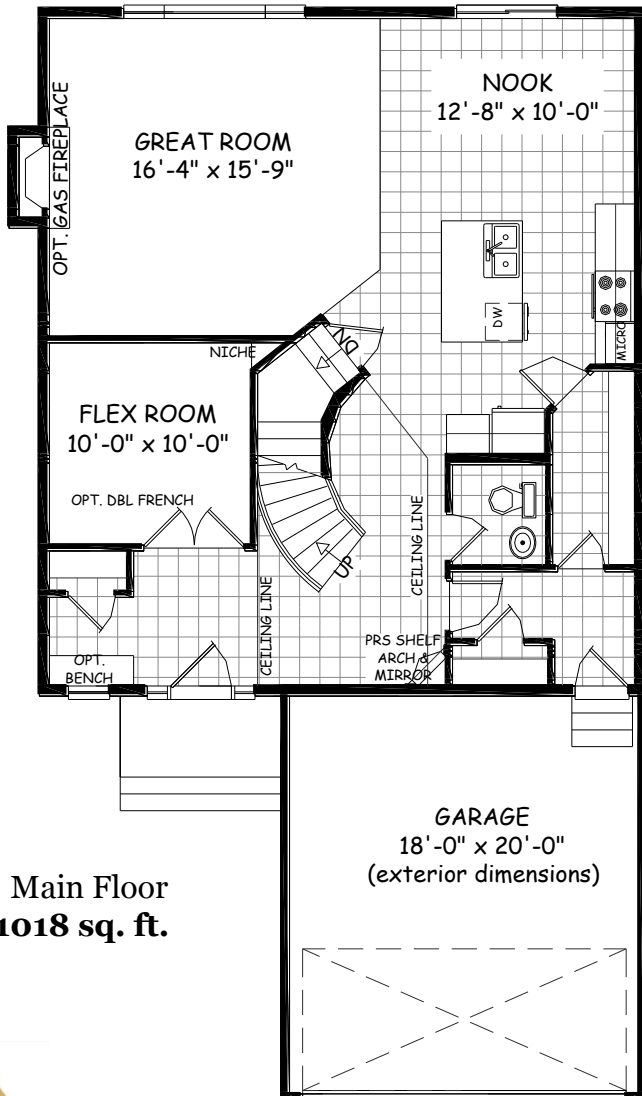 NOOK
12'-8" x 10'-0"
GREAT ROOM
16'-4" x 15'-9"
OPT. GAS FIREPLACE
DW
MICRO
DN
NICHE
FLEX ROOM
10'-0" x 10'-0"
OPT. DBL FRENCH
UP
CEILING LINE
CEILING LINE
PRS SHELF
ARCH &
MIRROR
OPT.
BENCH
GARAGE
18'-0" x 20'-0"
(exterior dimensions)
Main Floor
1018 sq. ft.